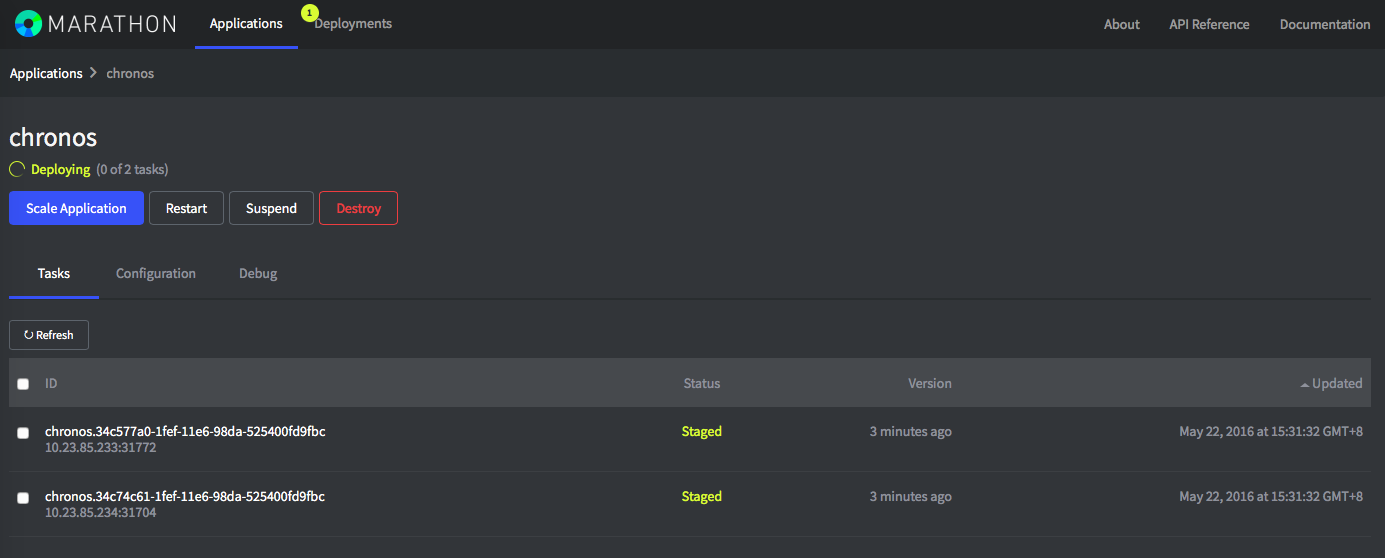 MARATHON Applications 1 Deployments About API Reference Documentation
Applications chronos
chronos
Deploying (0 of 2 tasks)
Scale Application Restart Suspend Destroy
Tasks Configuration Debug
Refresh
ID Status Version Updated
chronos.34c577a0-1fef-11e6-98da-525400fd9fbc Staged 3 minutes ago May 22, 2016 at 15:31:32 GMT+8
10.23.85.233:31772
chronos.34c74c61-1fef-11e6-98da-525400fd9fbc Staged 3 minutes ago May 22, 2016 at 15:31:32 GMT+8
10.23.85.234:31704